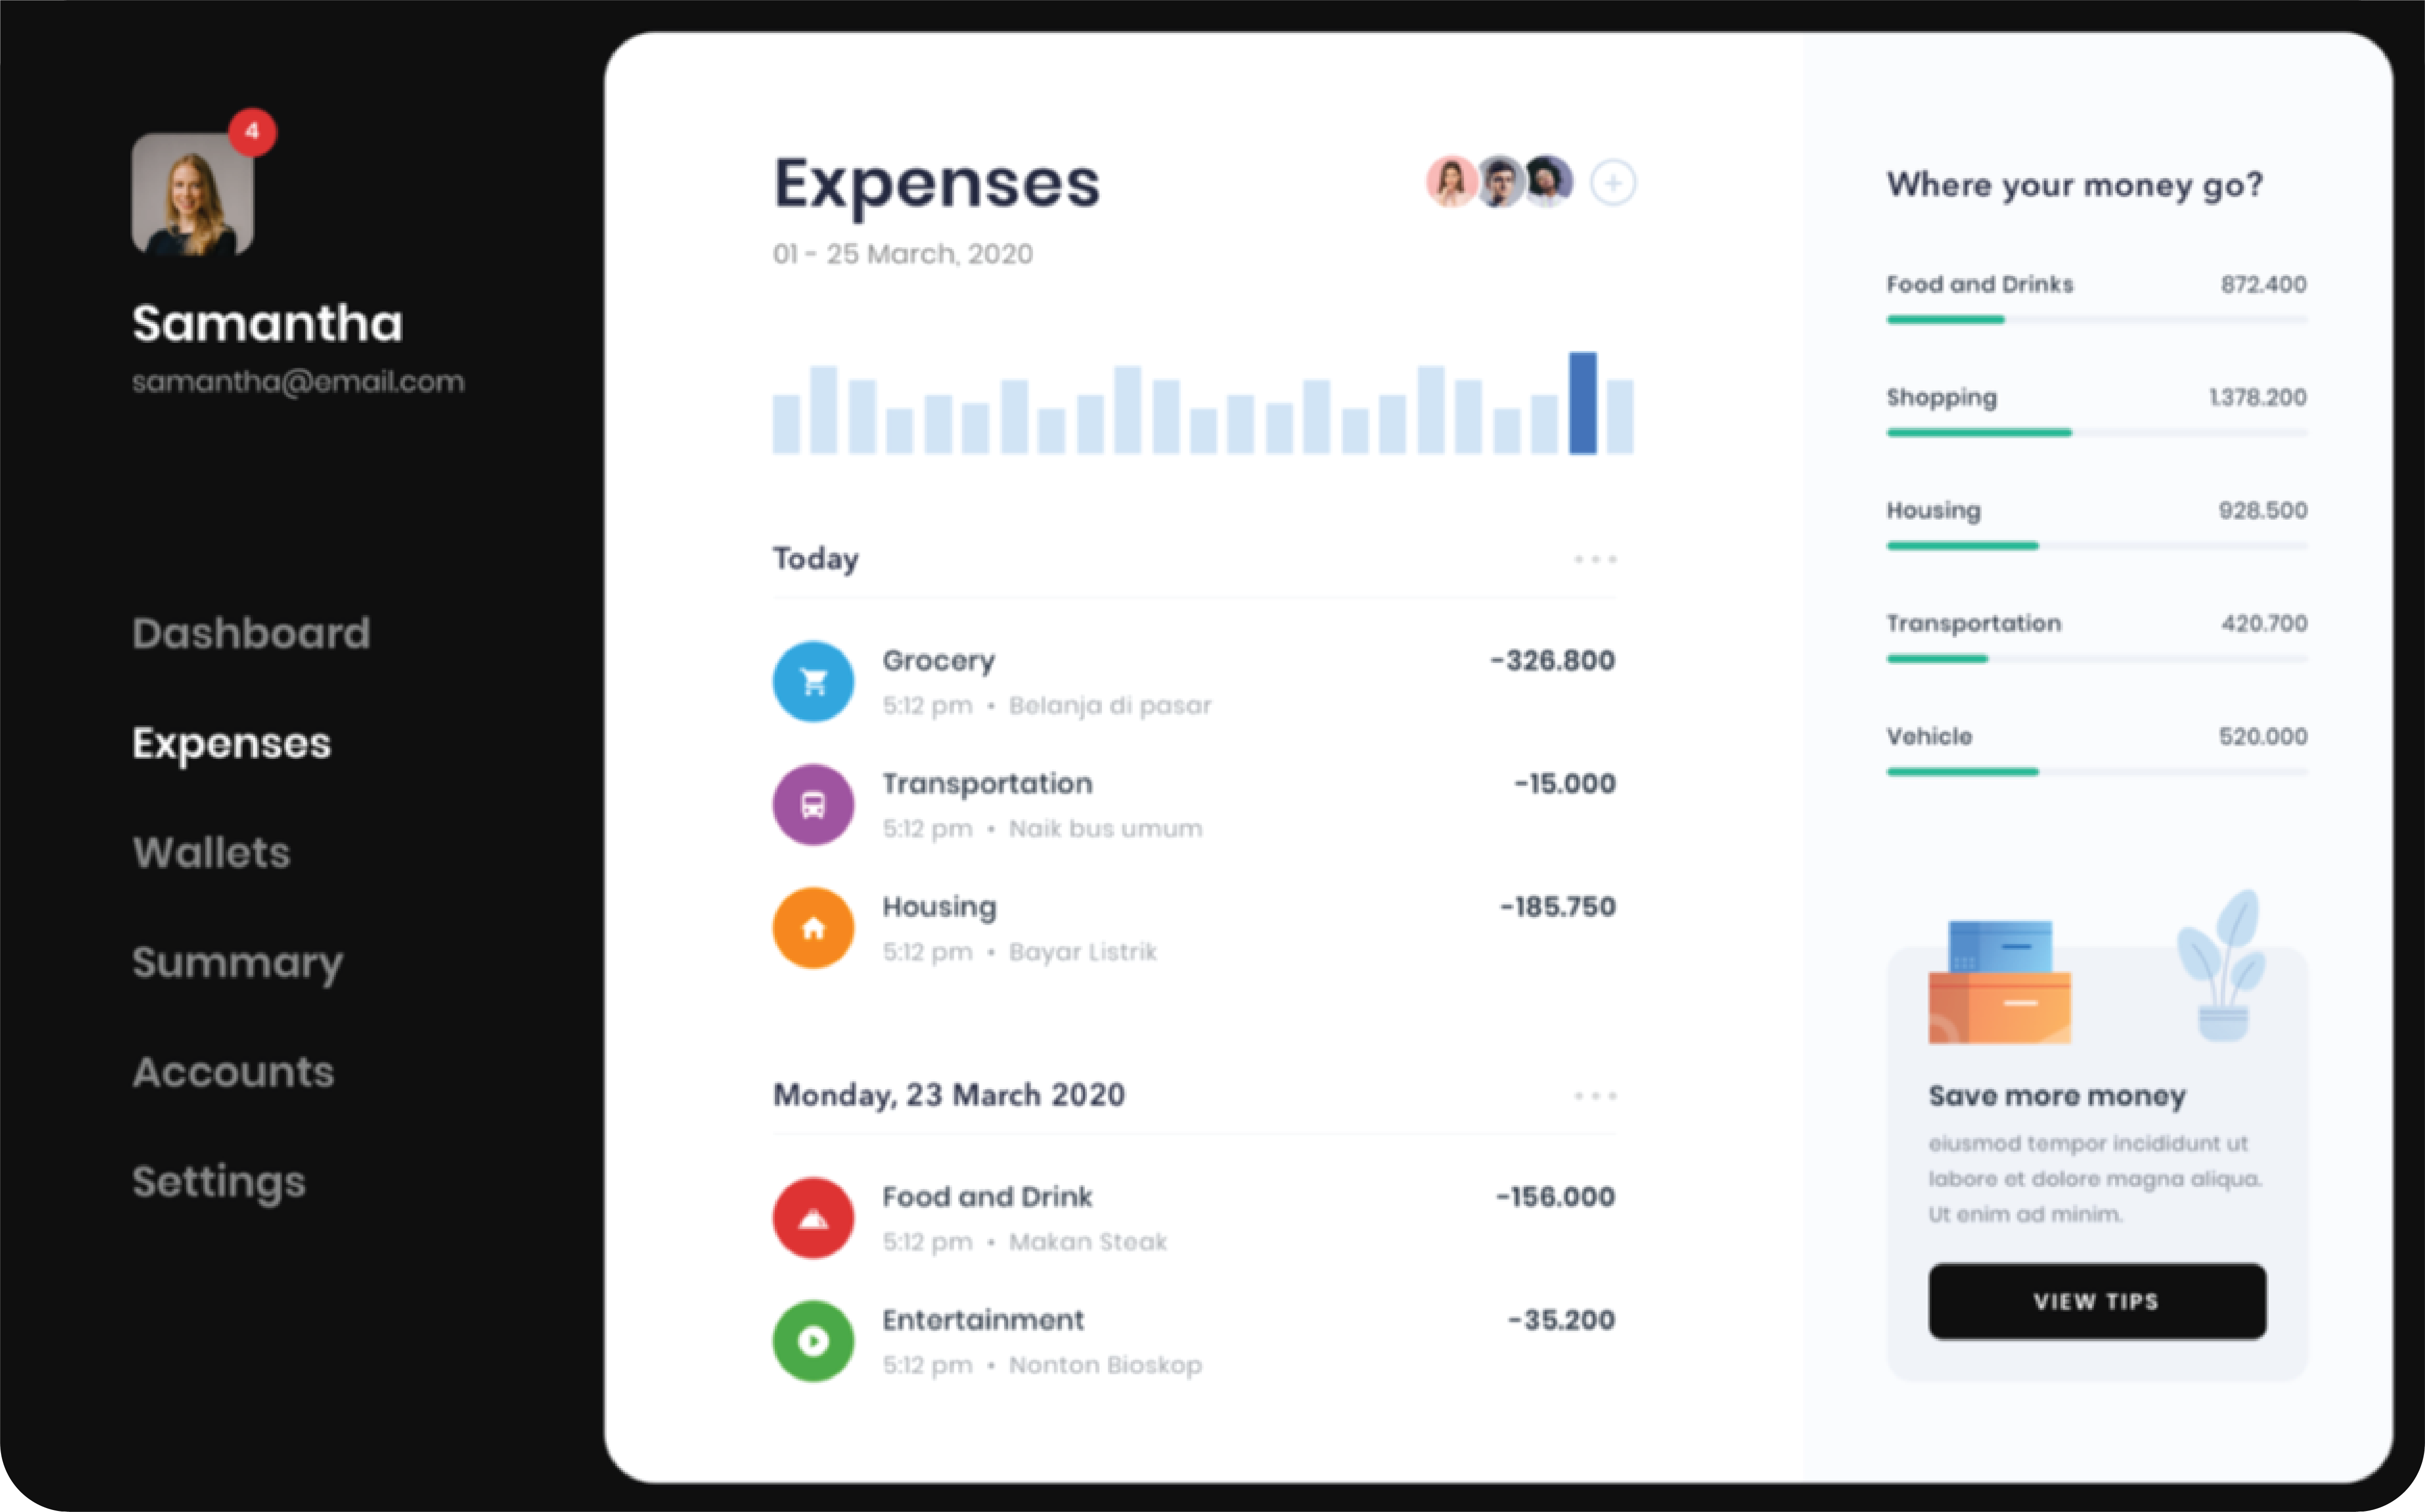 4
Samantha
samantha@email.com
Dashboard
Expenses
Wallets
Summary
Accounts
Settings
Expenses
01 - 25 March, 2020
Today
Grocery
-326.800
5:12 pm • Belanja di pasar
Transportation
-15.000
5:12 pm • Naik bus umum
Housing
-185.750
5:12 pm • Bayar Listrik
Monday, 23 March 2020
Food and Drink
-156.000
5:12 pm • Makan Steak
Entertainment
-35.200
5:12 pm • Nonton Bioskop
Where your money go?
Food and Drinks
872.400
Shopping
1.378.200
Housing
928.500
Transportation
420.700
Vehicle
520.000
Save more money
eiusmod tempor incididunt ut
labore et dolore magna aliqua.
Ut enim ad minim.
VIEW TIPS